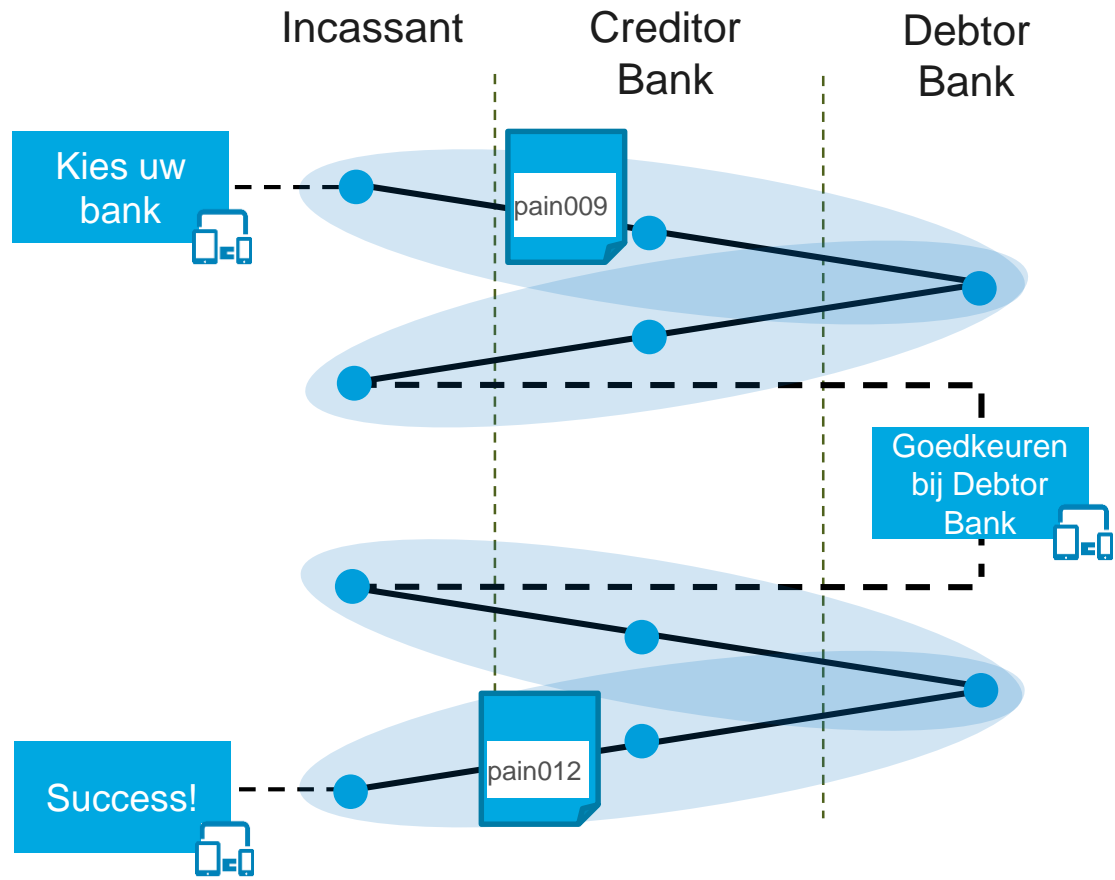 Incassant
Creditor
Bank
Debtor
Bank
Kies uw
bank
pain009
Goedkeuren
bij Debtor
Bank
pain012
Success!